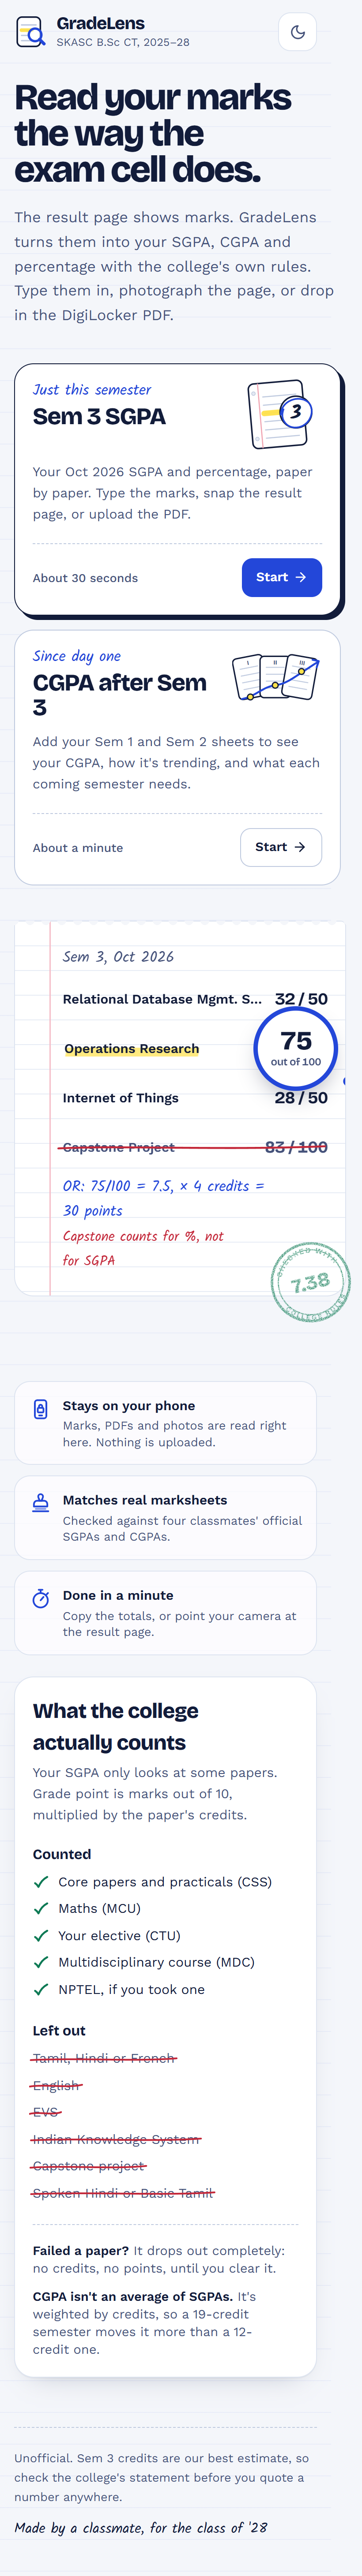 GradeLens
SKASC B.Sc CT, 2025–28
Read your marks
the way the
exam cell does.
The result page shows marks. GradeLens
turns them into your SGPA, CGPA and
percentage with the college's own rules.
Type them in, photograph the page, or drop
in the DigiLocker PDF.
Just this semester
Sem 3 SGPA
3
Your Oct 2026 SGPA and percentage, paper
by paper. Type the marks, snap the result
page, or upload the PDF.
About 30 seconds
Start →
Since day one
CGPA after Sem
3
I II III
Add your Sem 1 and Sem 2 sheets to see
your CGPA, how it's trending, and what each
coming semester needs.
About a minute
Start →
Sem 3, Oct 2026
Relational Database Mgmt. S… 32 / 50
Operations Research
75
out of 100
Internet of Things 28 / 50
Capstone Project 83 / 100
OR: 75/100 = 7.5, × 4 credits =
30 points
Capstone counts for %, not
for SGPA
CHECKED WITH
7.38
COLLEGE RULES
Stays on your phone
Marks, PDFs and photos are read right
here. Nothing is uploaded.
Matches real marksheets
Checked against four classmates' official
SGPAs and CGPAs.
Done in a minute
Copy the totals, or point your camera at
the result page.
What the college
actually counts
Your SGPA only looks at some papers.
Grade point is marks out of 10,
multiplied by the paper's credits.
Counted
Core papers and practicals (CSS)
Maths (MCU)
Your elective (CTU)
Multidisciplinary course (MDC)
NPTEL, if you took one
Left out
Tamil, Hindi or French
English
EVS
Indian Knowledge System
Capstone project
Spoken Hindi or Basic Tamil
Failed a paper? It drops out completely:
no credits, no points, until you clear it.
CGPA isn't an average of SGPAs. It's
weighted by credits, so a 19-credit
semester moves it more than a 12-
credit one.
Unofficial. Sem 3 credits are our best estimate, so
check the college's statement before you quote a
number anywhere.
Made by a classmate, for the class of '28